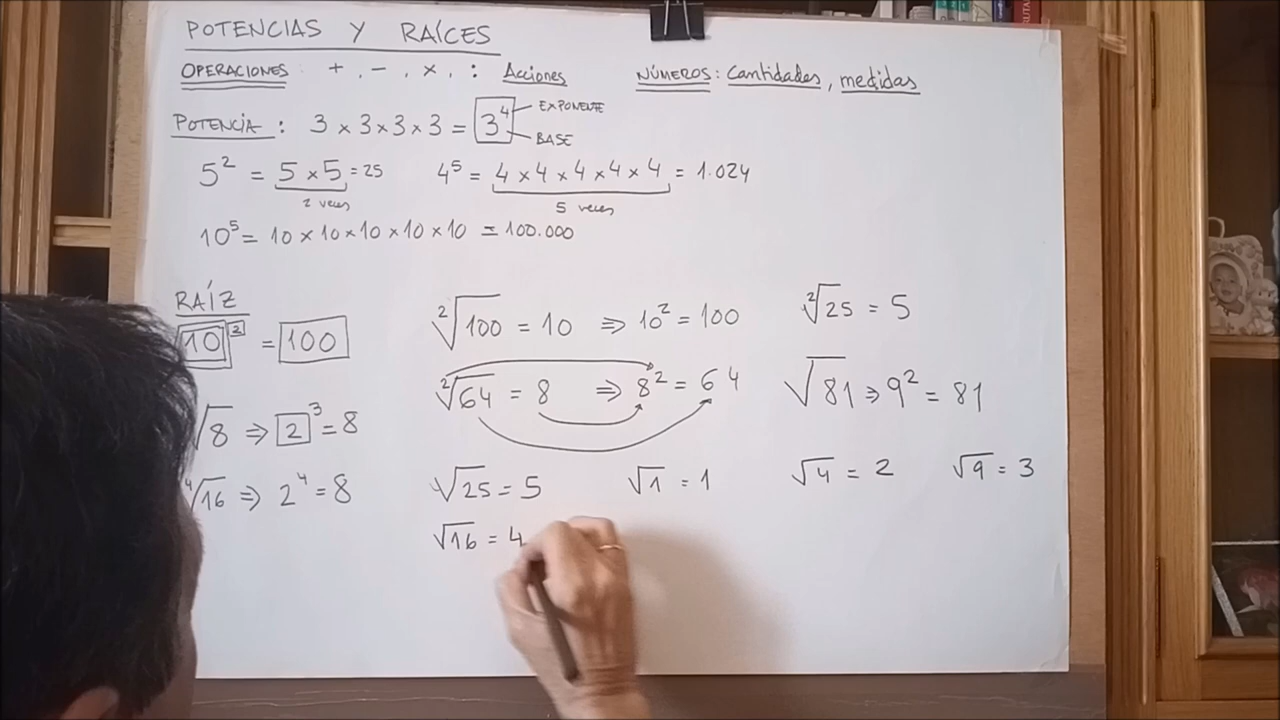 POTENCIAS Y RAÍCES
OPERACIONES: +, -, ×, : Acciones NÚMEROS: Cantidades, medidas
POTENCIA: 3 × 3 × 3 × 3 = 3⁴ EXPONENTE
BASE
5² = 5 × 5 = 25 4⁵ = 4 × 4 × 4 × 4 × 4 = 1.024
2 veces 5 veces
10⁵ = 10 × 10 × 10 × 10 × 10 = 100.000
RAÍZ
10² = 100 ²√100 = 10 ⇒ 10² = 100 ²√25 = 5
²√64 = 8 ⇒ 8² = 64 √81 ⇒ 9² = 81
√8 ⇒ 2³ = 8
⁴√16 ⇒ 2⁴ = 8 √25 = 5 √1 = 1 √4 = 2 √9 = 3
√16 = 4